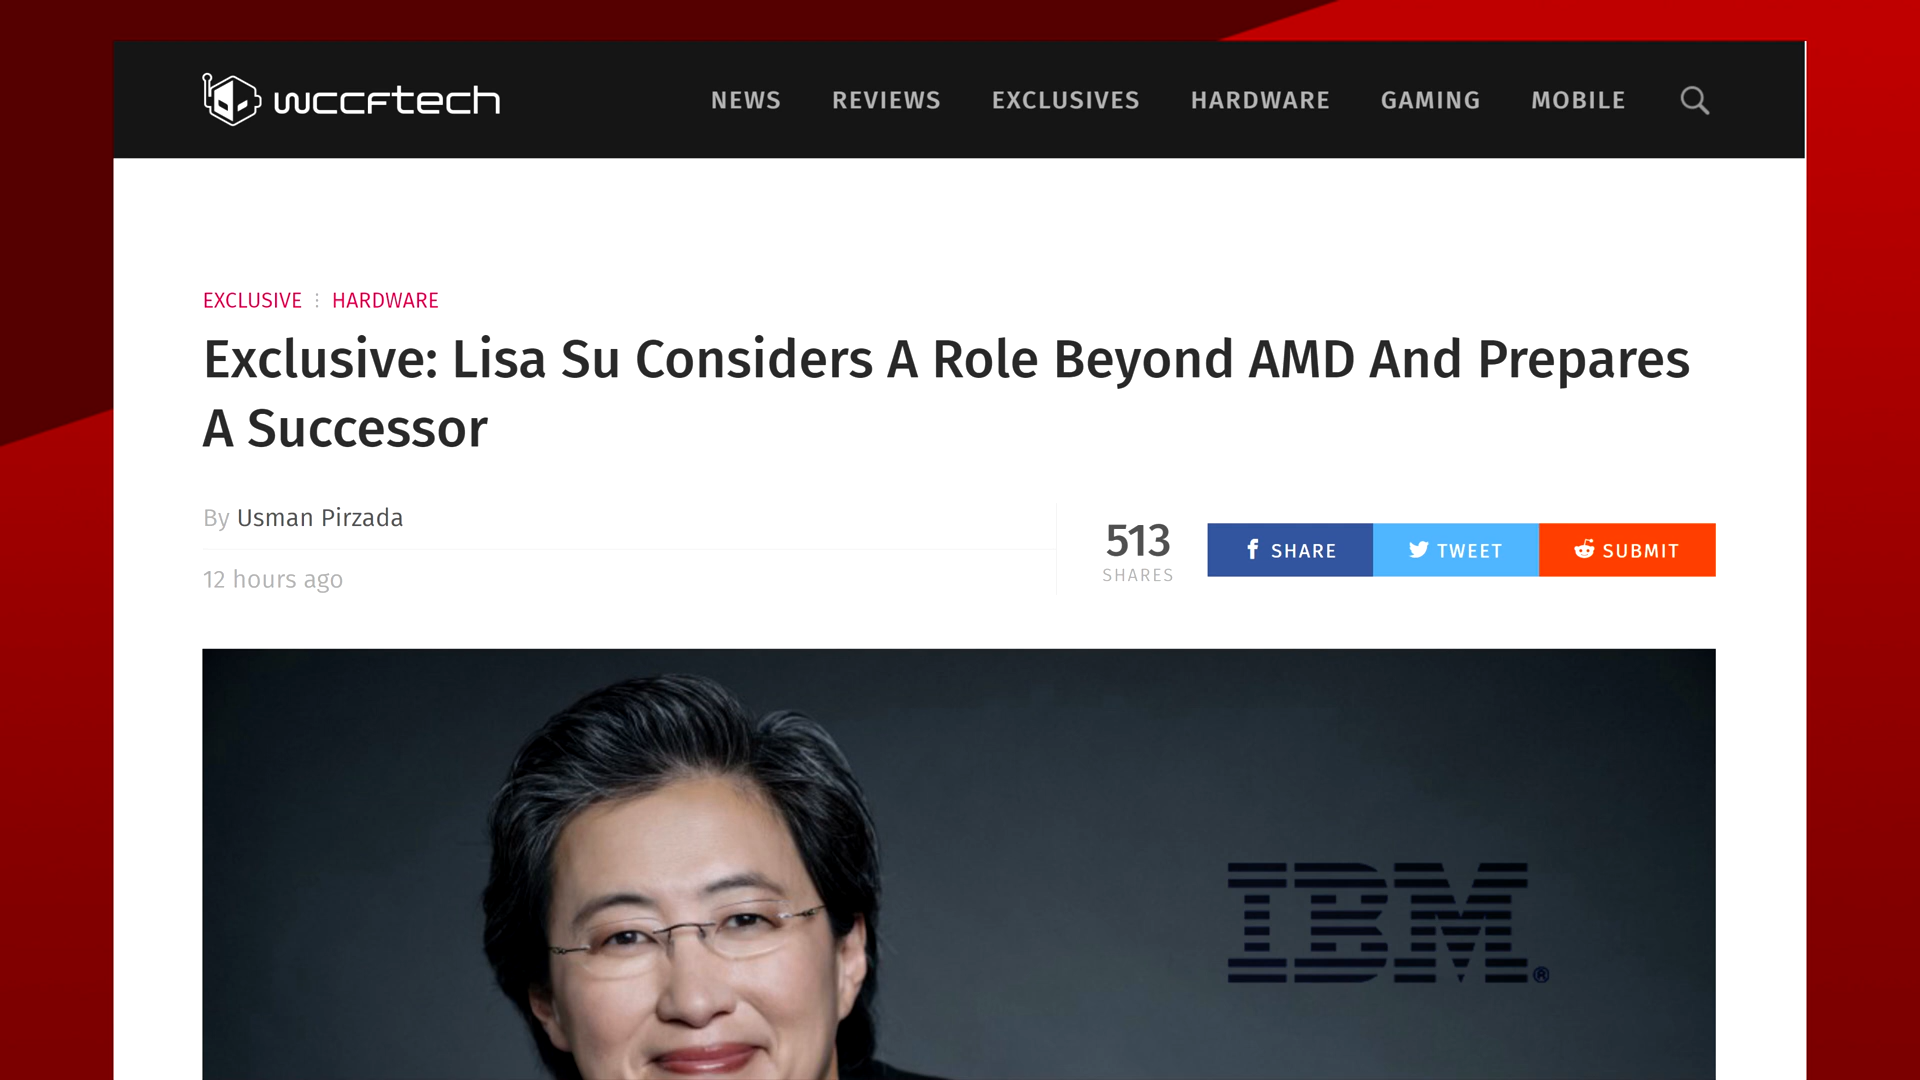 wccftech
NEWS REVIEWS EXCLUSIVES HARDWARE GAMING MOBILE
EXCLUSIVE ⋮ HARDWARE
Exclusive: Lisa Su Considers A Role Beyond AMD And Prepares
A Successor
By Usman Pirzada
12 hours ago
513
SHARES
SHARE TWEET SUBMIT
IBM®